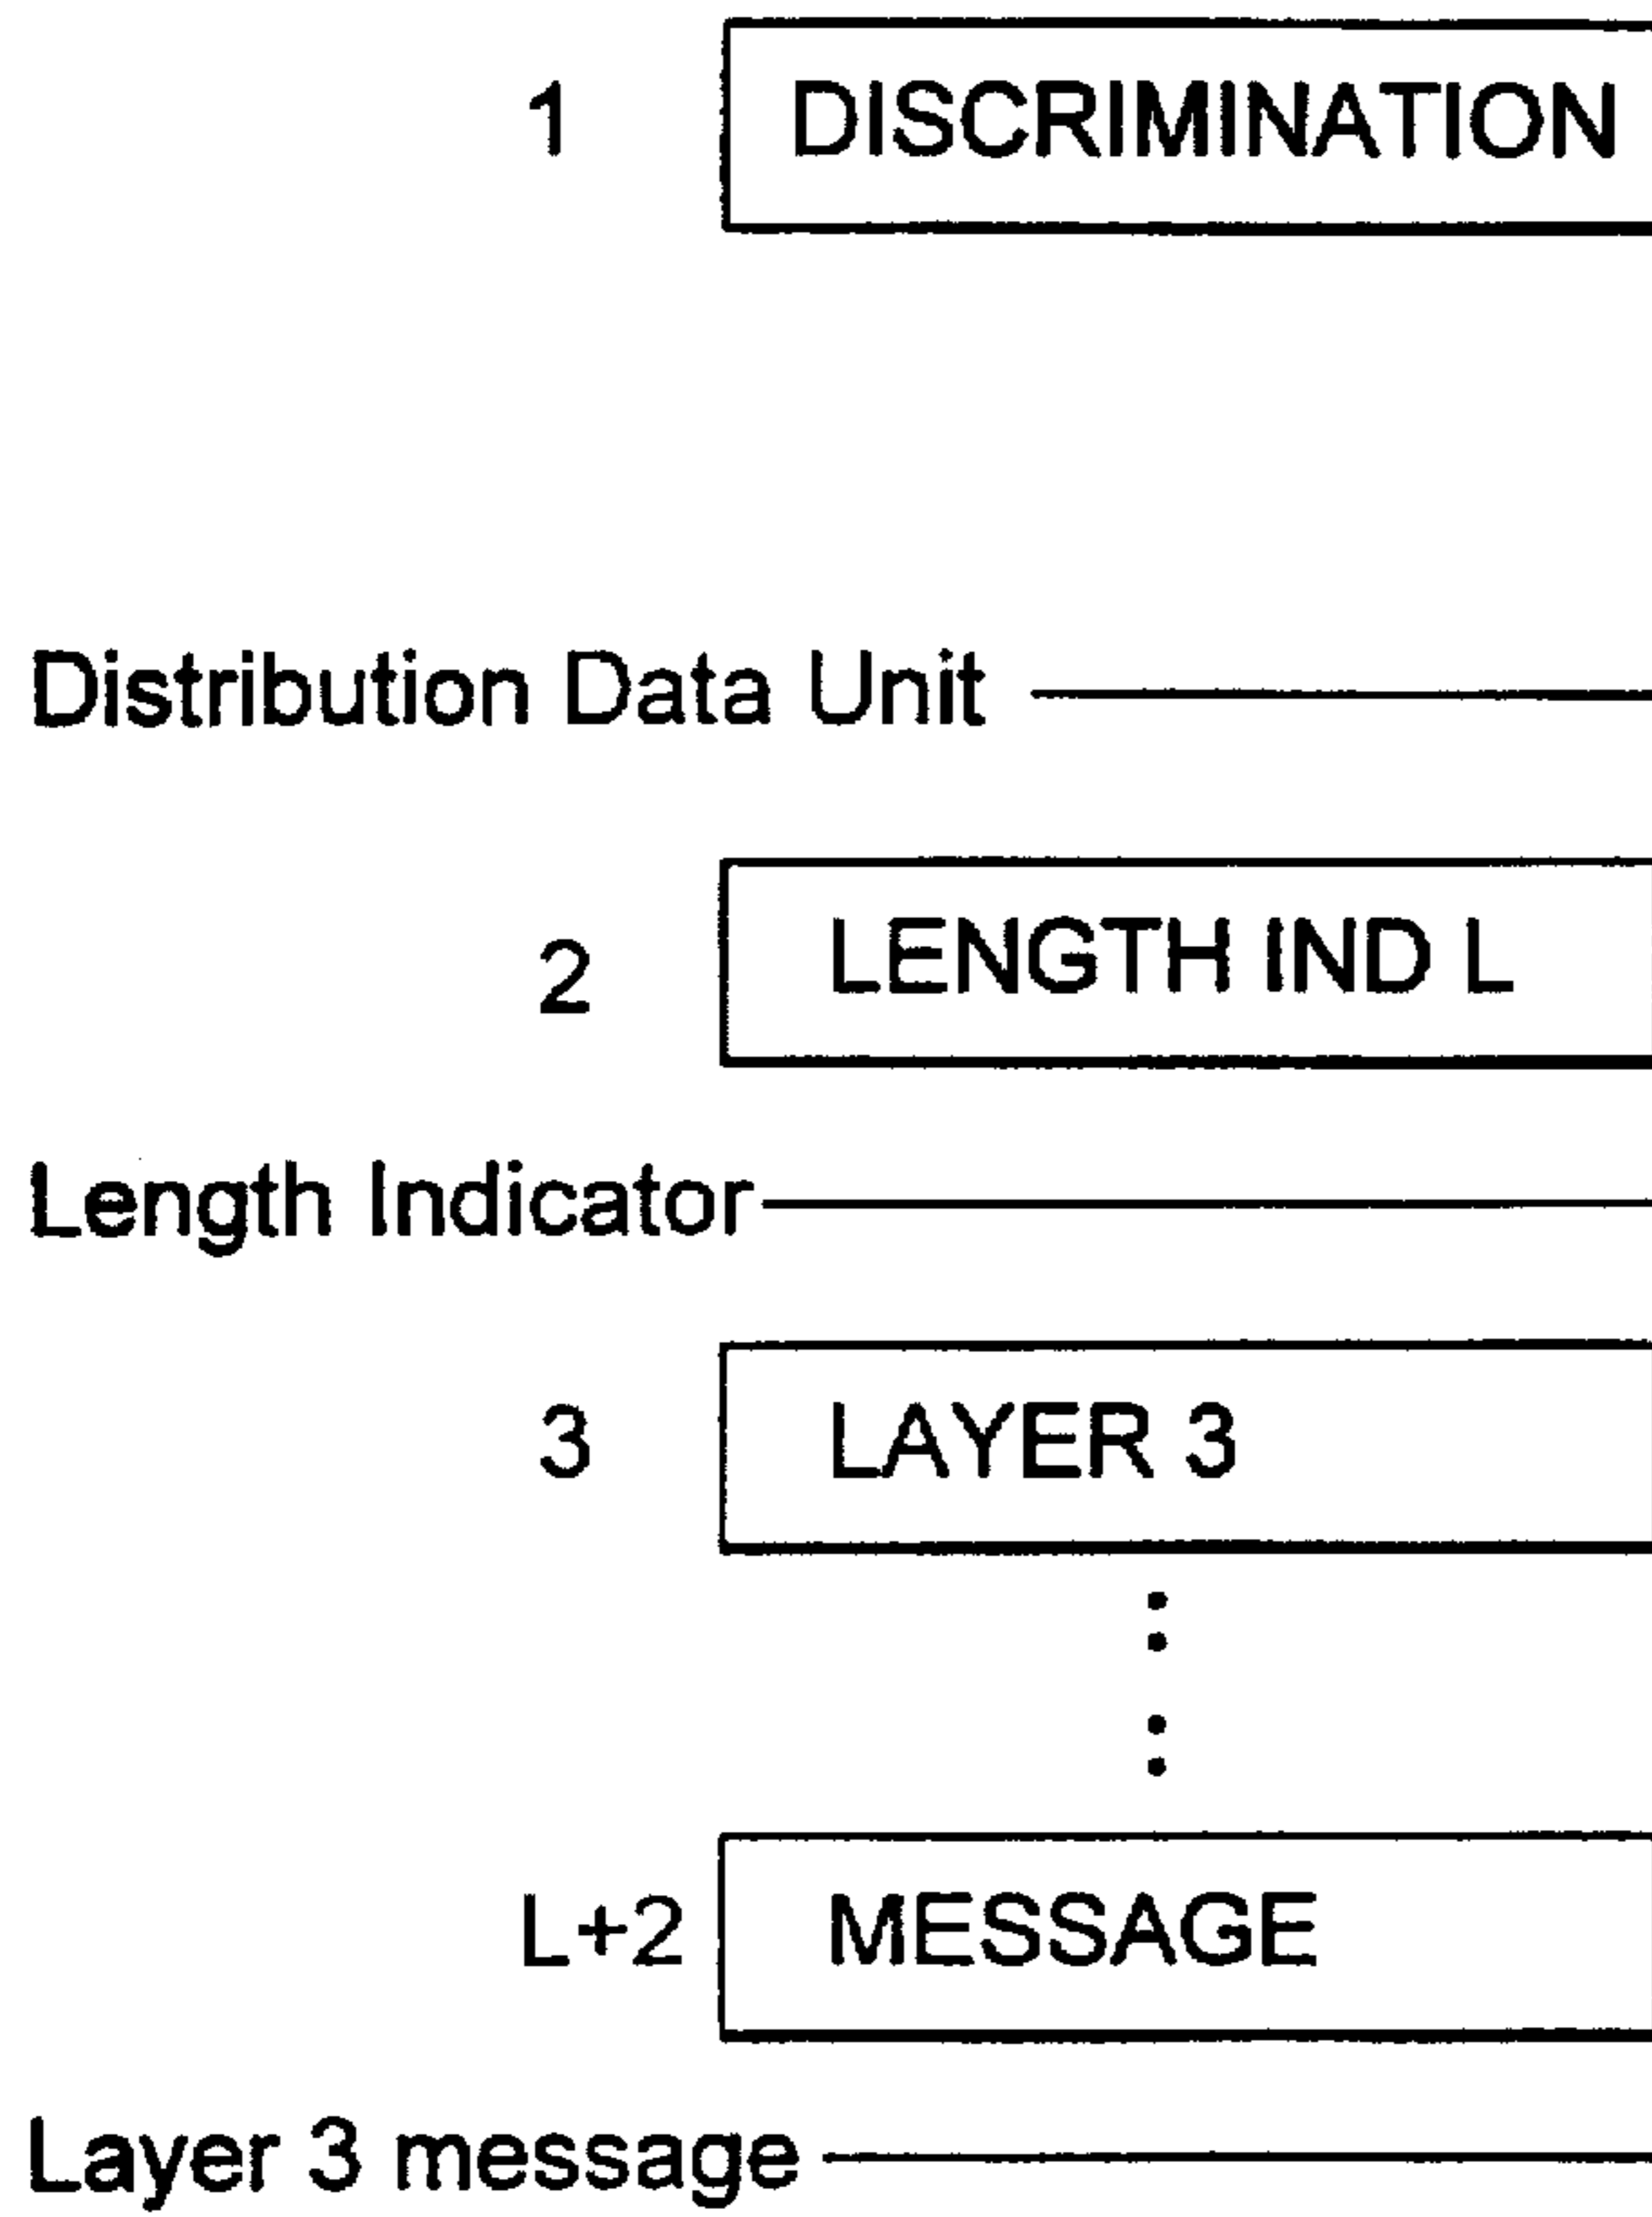 1 DISCRIMINATION
Distribution Data Unit
2 LENGTH IND L
Length Indicator
3 LAYER 3
L+2 MESSAGE
Layer 3 message